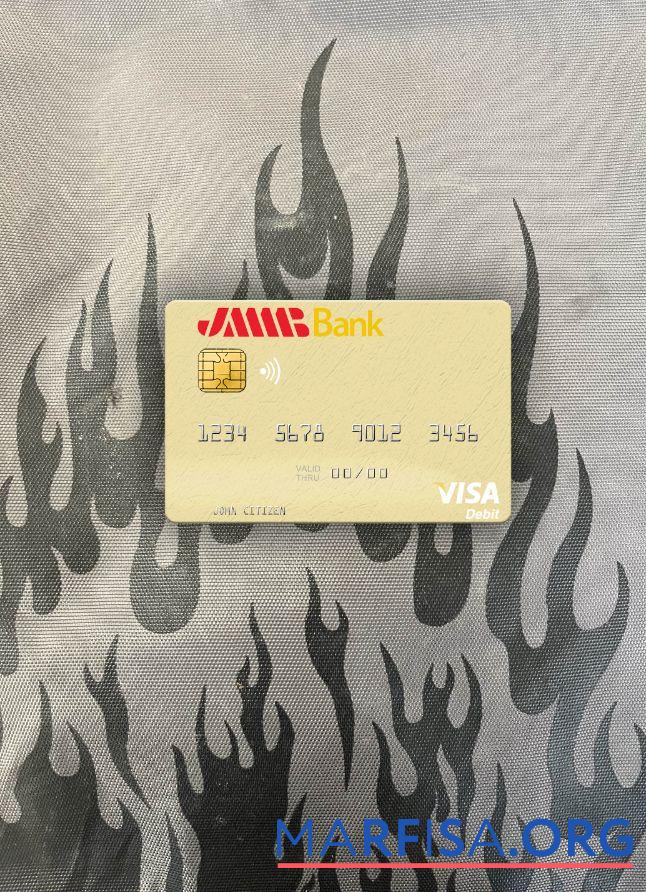 JMMB Bank
1234 5678 9012 3456
VALID
THRU 00/00
JOHN CITIZEN
VISA
Debit
MARFISA.ORG